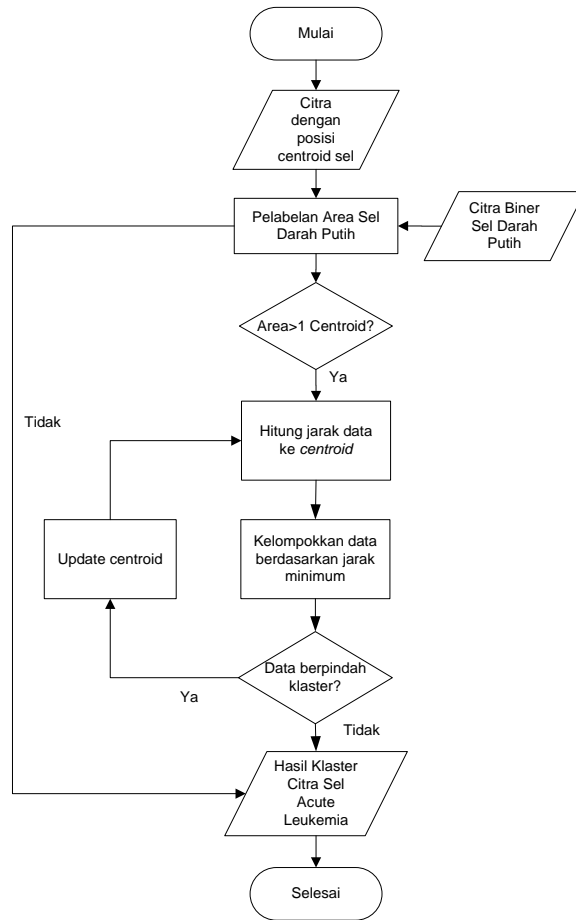 Mulai
Citra
dengan
posisi
centroid sel
Pelabelan Area Sel
Darah Putih
Citra Biner
Sel Darah
Putih
Area>1 Centroid?
Ya
Tidak
Hitung jarak data
ke centroid
Update centroid
Kelompokkan data
berdasarkan jarak
minimum
Data berpindah
klaster?
Ya
Tidak
Hasil Klaster
Citra Sel
Acute
Leukemia
Selesai